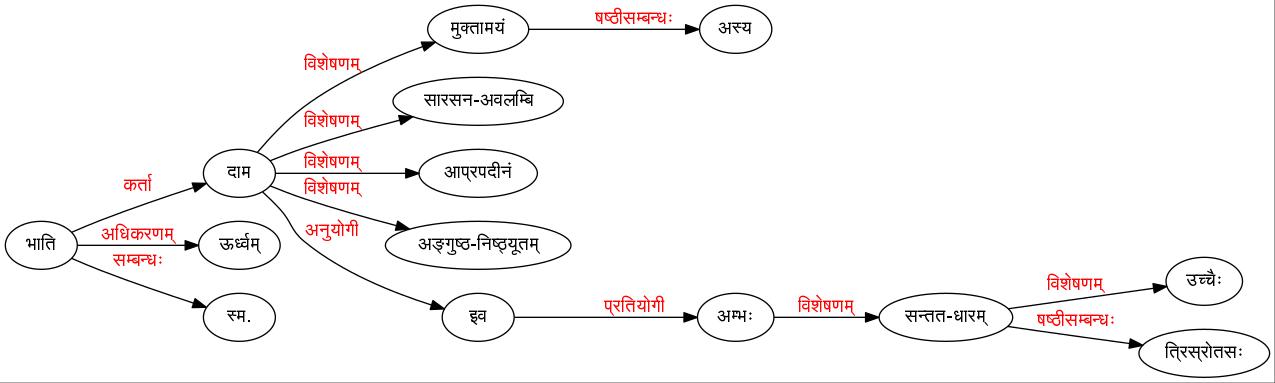 मुक्तामयं
षष्ठीसम्बन्धः
अस्य
विशेषणम्
सारसन-अवलम्बि
विशेषणम्
दाम
विशेषणम्
आप्रपदीनं
विशेषणम्
अङ्गुष्ठ-निष्ठ्यूतम्
कर्ता
भाति
अधिकरणम्
ऊर्ध्वम्
सम्बन्धः
स्म.
अनुयोगी
इव
प्रतियोगी
अम्भः
विशेषणम्
सन्तत-धारम्
विशेषणम्
उच्चैः
षष्ठीसम्बन्धः
त्रिस्रोतसः